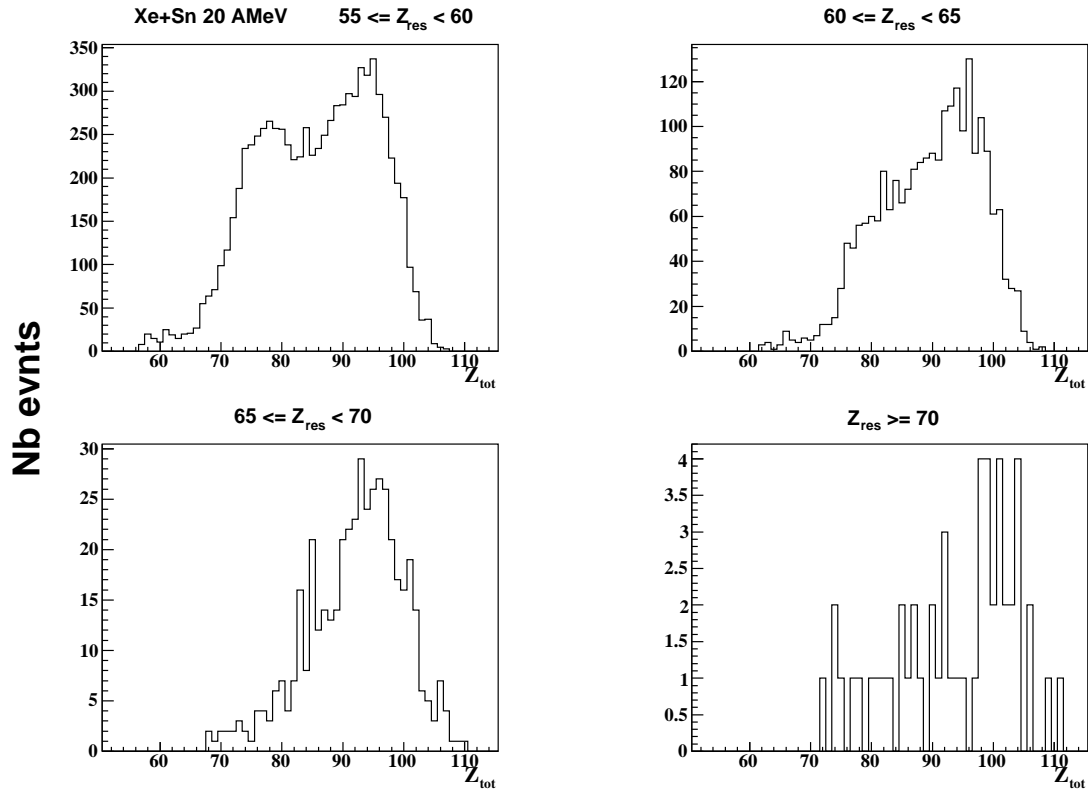 Xe+Sn 20 AMeV 55 <= Z_res < 60
60 <= Z_res < 65
350
300
250
200
150
100
50
0
60 70 80 90 100 110
Z_tot
120
100
80
60
40
20
0
60 70 80 90 100 110
Z_tot
Nb evnts
65 <= Z_res < 70
Z_res >= 70
30
25
20
15
10
5
0
60 70 80 90 100 110
Z_tot
4
3.5
3
2.5
2
1.5
1
0.5
0
60 70 80 90 100 110
Z_tot